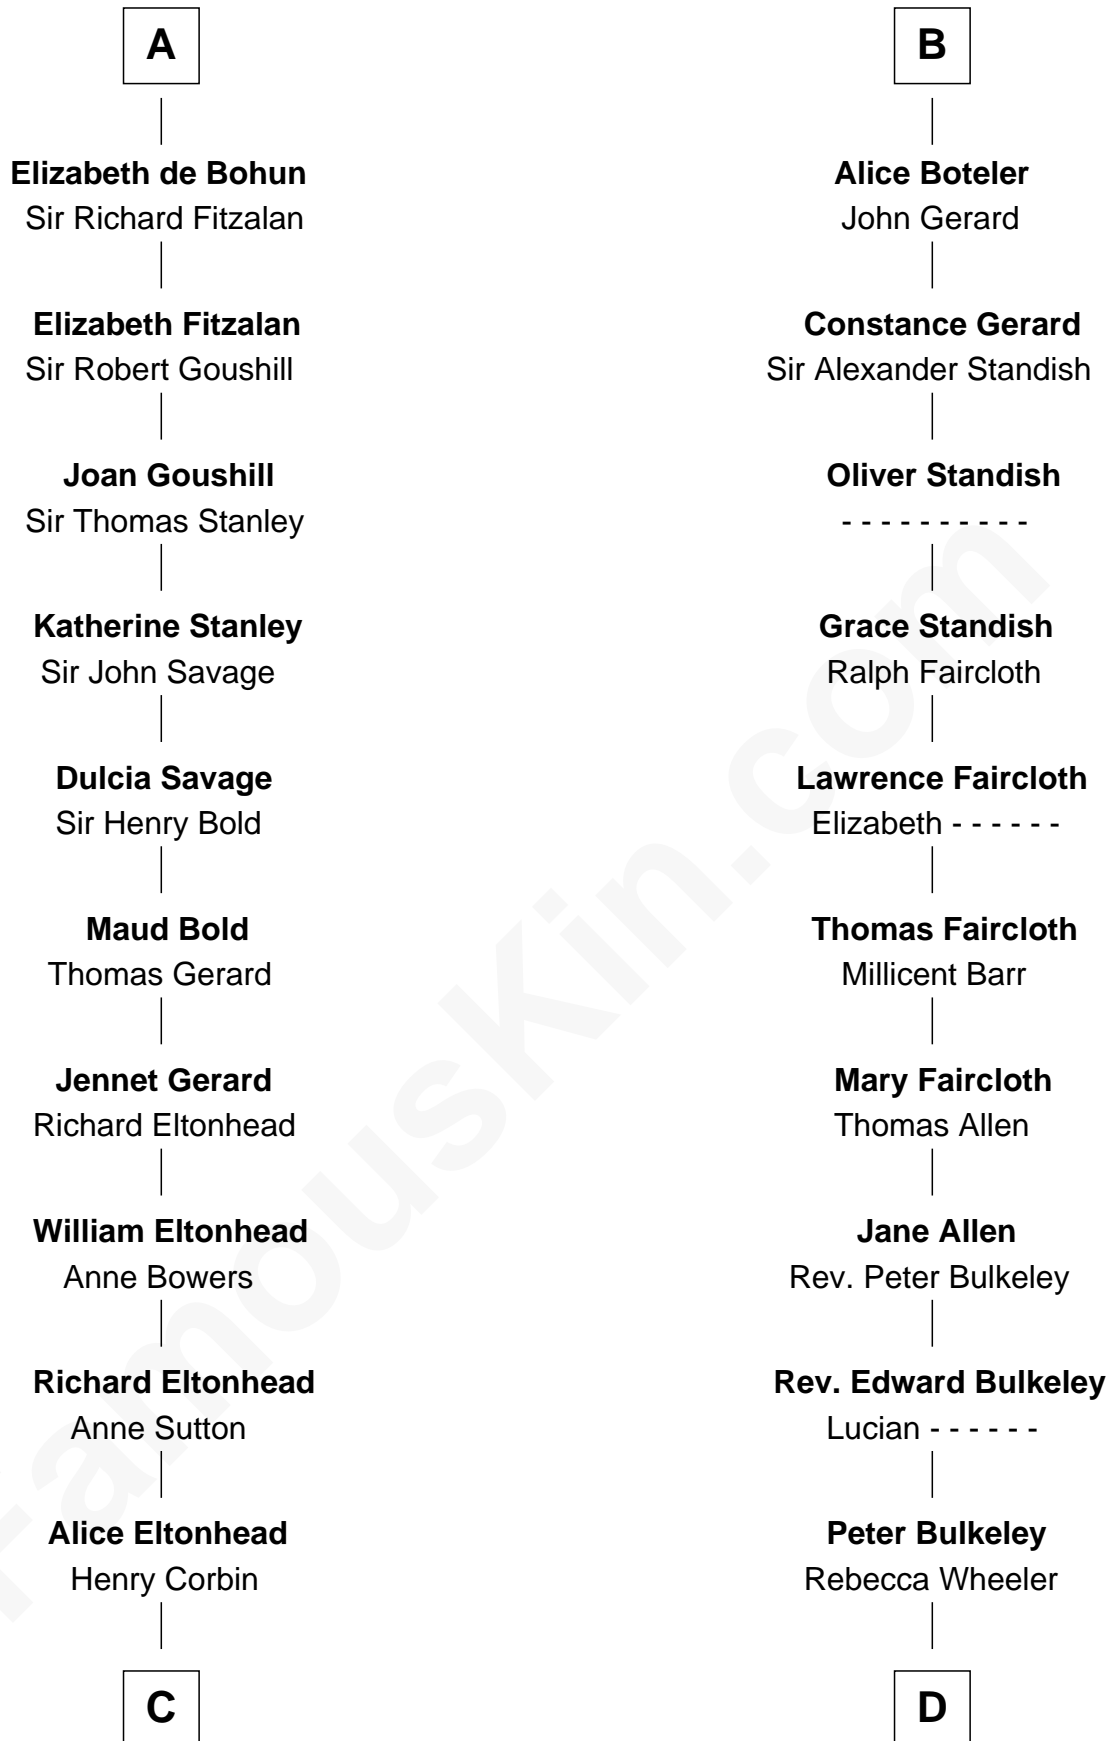 A
Elizabeth de Bohun
Sir Richard Fitzalan
Elizabeth Fitzalan
Sir Robert Goushill
Joan Goushill
Sir Thomas Stanley
Katherine Stanley
Sir John Savage
Dulcia Savage
Sir Henry Bold
Maud Bold
Thomas Gerard
Jennet Gerard
Richard Eltonhead
William Eltonhead
Anne Bowers
Richard Eltonhead
Anne Sutton
Alice Eltonhead
Henry Corbin
C
B
Alice Boteler
John Gerard
Constance Gerard
Sir Alexander Standish
Oliver Standish
- - - - - - - - - -
Grace Standish
Ralph Faircloth
Lawrence Faircloth
Elizabeth - - - - - -
Thomas Faircloth
Millicent Barr
Mary Faircloth
Thomas Allen
Jane Allen
Rev. Peter Bulkeley
Rev. Edward Bulkeley
Lucian - - - - - -
Peter Bulkeley
Rebecca Wheeler
D
FamousKin.com